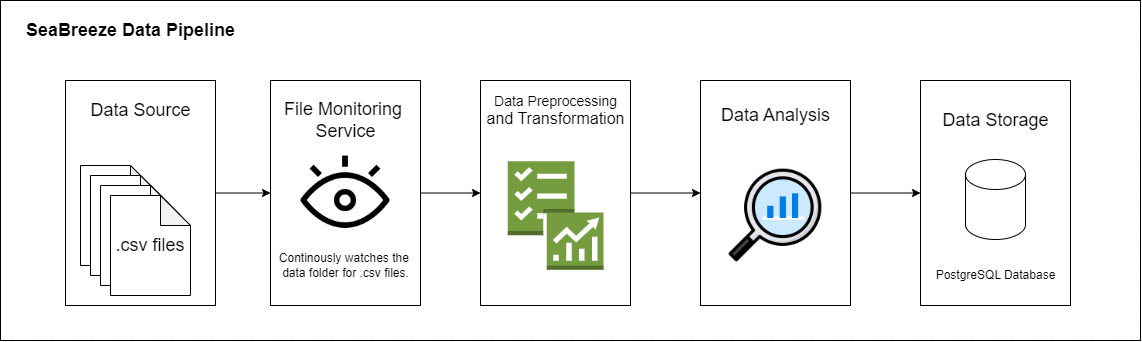 SeaBreeze Data Pipeline
Data Source
.csv files
File Monitoring
Service
Continously watches the
data folder for .csv files.
Data Preprocessing
and Transformation
Data Analysis
Data Storage
PostgreSQL Database